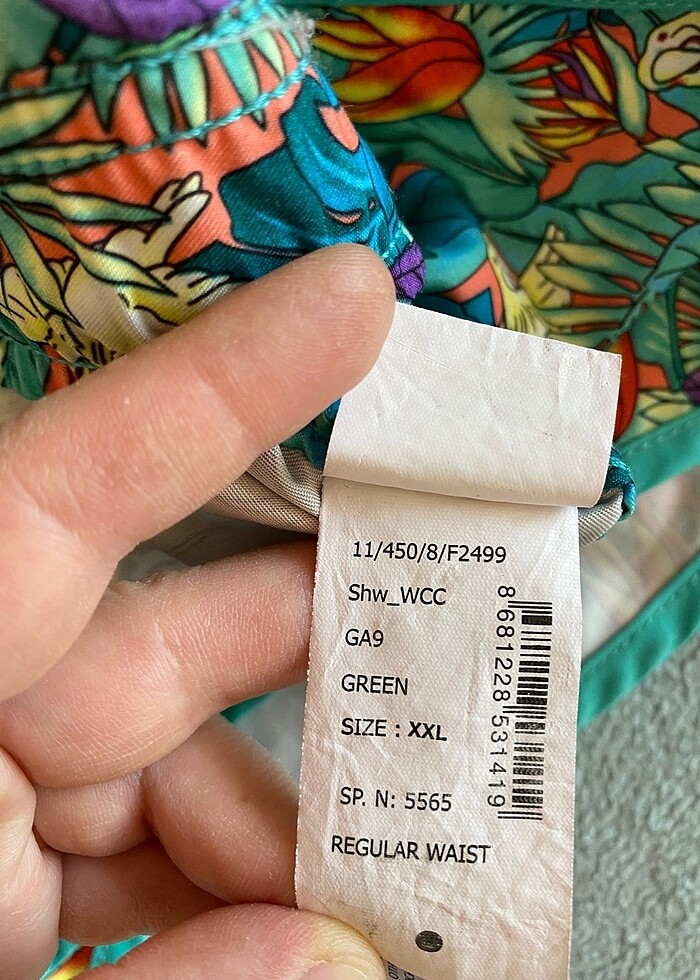 11/450/8/F2499
Shw_WCC
GA9
GREEN
SIZE : XXL
SP. N: 5565
REGULAR WAIST
8 681228 531419